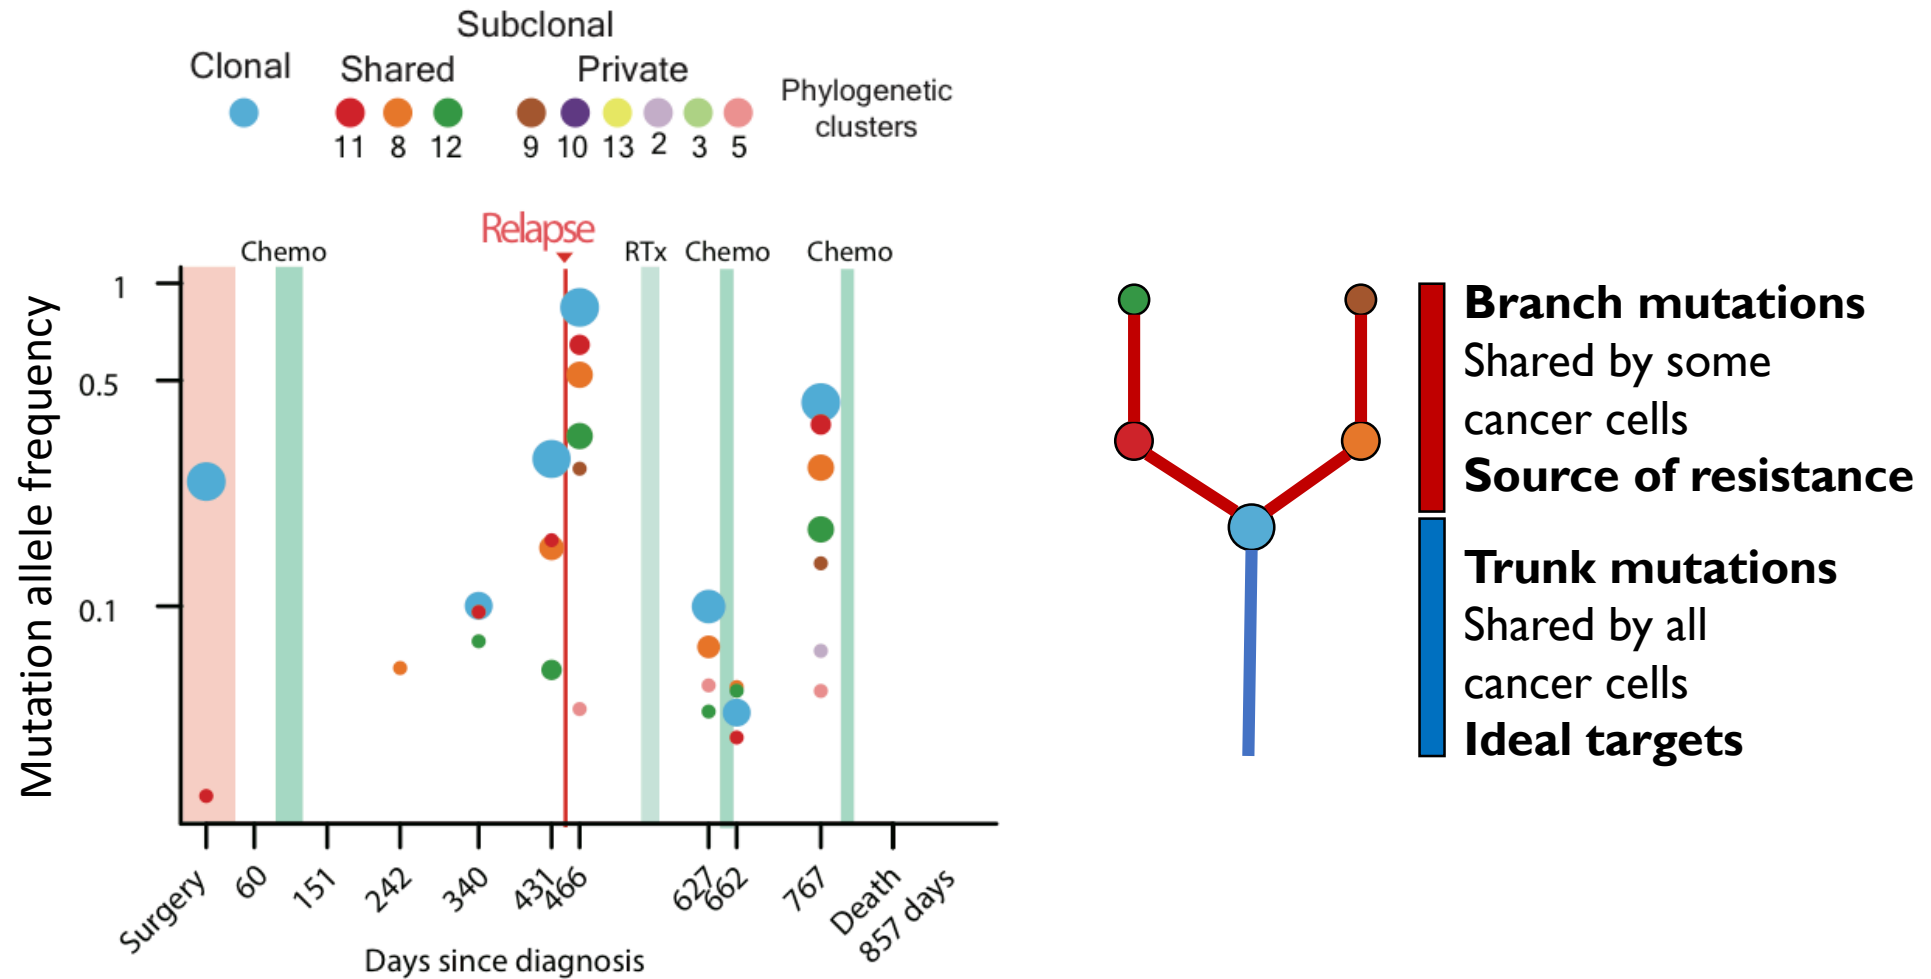 Subclonal
Clonal Shared Private
Phylogenetic
clusters
11 8 12 9 10 13 2 3 5
Relapse
Chemo RTx Chemo Chemo
Mutation allele frequency
1
0.5
0.1
Surgery 60 151 242 340 431 466 627 662 767 Death
857 days
Days since diagnosis
Branch mutations
Shared by some
cancer cells
Source of resistance
Trunk mutations
Shared by all
cancer cells
Ideal targets